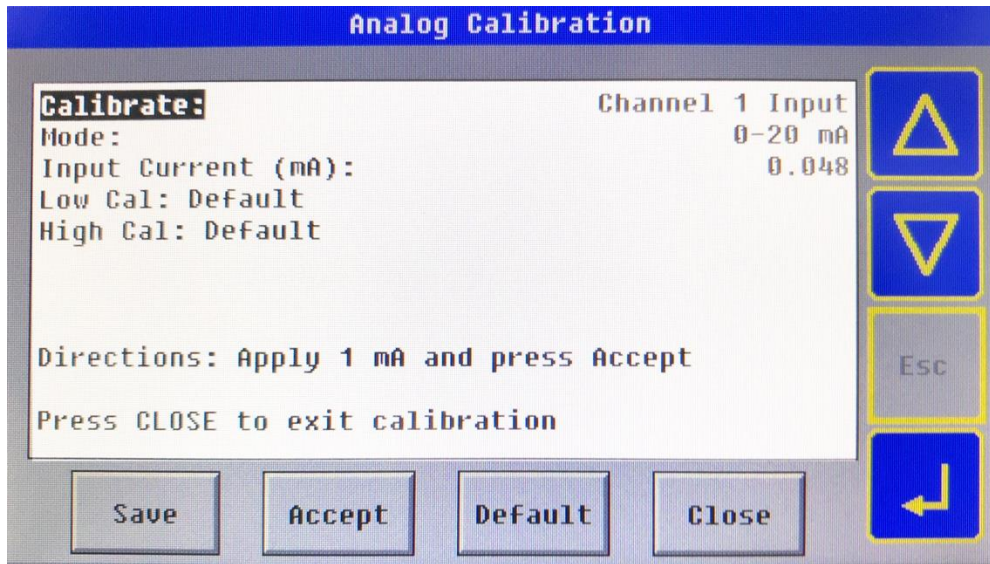 Analog Calibration
Calibrate: Channel 1 Input
Mode: 0-20 mA
Input Current (mA): 0.048
Low Cal: Default
High Cal: Default
Directions: Apply 1 mA and press Accept
Esc
Press CLOSE to exit calibration
Save Accept Default Close